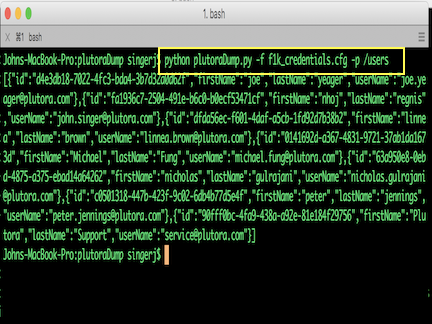 1. bash
× ⌘1 bash
Johns-MacBook-Pro:plutoraDump singerj$ python plutoraDump.py -f f1k_credentials.cfg -p /users
[{"id":"d4e3db18-7022-4fc3-bda4-3b7d32a0d62f","firstName":"joe","lastName":"yeager","userName":"joe.ye
ager@plutora.com"},{"id":"fa1936c7-2504-491e-b6c0-b0ecf53471cf","firstName":"nhoj","lastName":"regnis"
,"userName":"john.singer@plutora.com"},{"id":"dfda56ec-f601-4daf-a5cb-1fd92d7b38b2","firstName":"linne
a","lastName":"brown","userName":"linnea.brown@plutora.com"},{"id":"0141692d-a367-4831-9721-37ab1da167
3d","firstName":"Michael","lastName":"Fung","userName":"michael.fung@plutora.com"},{"id":"63a950e8-0eb
d-4875-a375-ebad14a64262","firstName":"nicholas","lastName":"gulrajani","userName":"nicholas.gulrajani
@plutora.com"},{"id":"c0501318-447b-423f-9c02-6db4b77d5e4f","firstName":"peter","lastName":"jennings",
"userName":"peter.jennings@plutora.com"},{"id":"90fff0bc-4fa9-438a-a92e-81e184f29756","firstName":"Plu
tora","lastName":"Support","userName":"service@plutora.com"}]
Johns-MacBook-Pro:plutoraDump singerj$